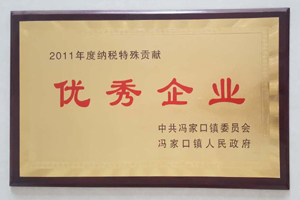 2011年度纳税特殊贡献
优秀企业
中共冯家口镇委员会
冯家口镇人民政府